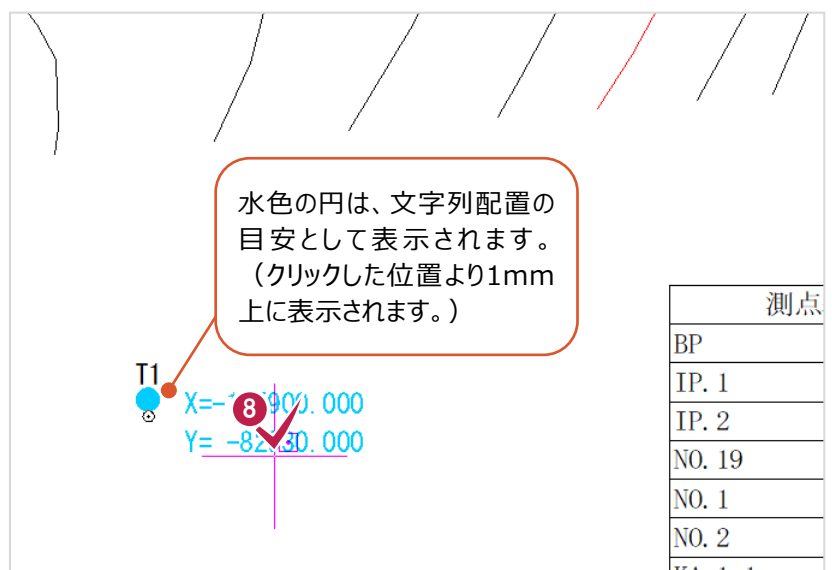 水色の円は、文字列配置の
目安として表示されます。
（クリックした位置より1mm
上に表示されます。）
測点
BP
IP. 1
IP. 2
NO. 19
NO. 1
NO. 2
T1
8